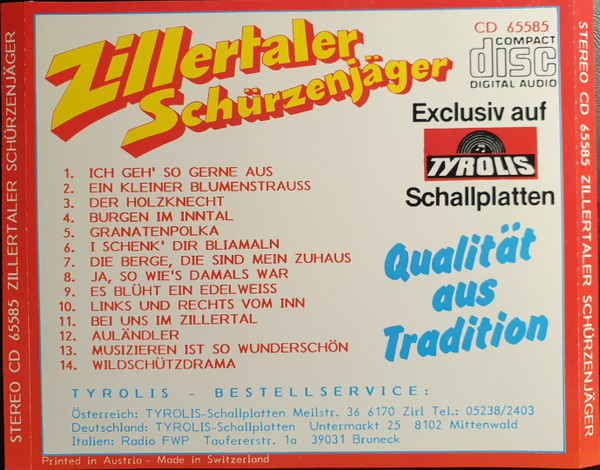 STEREO CD 65585 ZILLERTALER SCHÜRZENJÄGER
Zillertaler
Schürzenjäger
CD 65585
COMPACT
disc
DIGITAL AUDIO
Exclusiv auf
TYROLIS
Schallplatten
1. ICH GEH' SO GERNE AUS
2. EIN KLEINER BLUMENSTRAUSS
3. DER HOLZKNECHT
4. BURGEN IM INNTAL
5. GRANATENPOLKA
6. I SCHENK' DIR BLIAMALN
7. DIE BERGE, DIE SIND MEIN ZUHAUS
8. JA, SO WIE'S DAMALS WAR
9. ES BLÜHT EIN EDELWEISS
10. LINKS UND RECHTS VOM INN
11. BEI UNS IM ZILLERTAL
12. AULÄNDLER
13. MUSIZIEREN IST SO WUNDERSCHÖN
14. WILDSCHÜTZDRAMA
Qualität
aus
Tradition
TYROLIS - BESTELLSERVICE:
Österreich: TYROLIS-Schallplatten Meilstr. 36 6170 Zirl Tel.: 05238/2403
Deutschland: TYROLIS-Schallplatten Untermarkt 25 8102 Mittenwald
Italien: Radio FWP Taufererstr. 1a 39031 Bruneck
Printed in Austria - Made in Switzerland
STEREO CD 65585 ZILLERTALER SCHÜRZENJÄGER